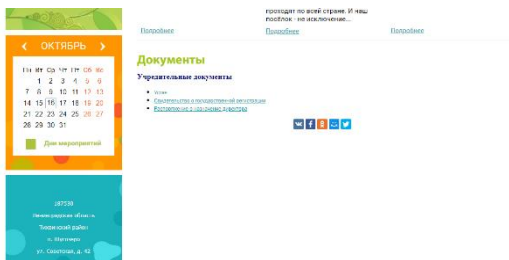 проходят по всей стране. И наш
посёлок - не исключение...
Подробнее
Подробнее
Подробнее
ОКТЯБРЬ
Пн Вт Ср Чт Пт Сб Вс
1 2 3 4 5 6
7 8 9 10 11 12 13
14 15 16 17 18 19 20
21 22 23 24 25 26 27
28 29 30 31
Дни мероприятий
Документы
Учредительные документы
Устав
Свидетельство о государственной регистрации
Распоряжение о назначении директора
187530
Ленинградская область
Тихвинский район
ул. Советская, д. 42